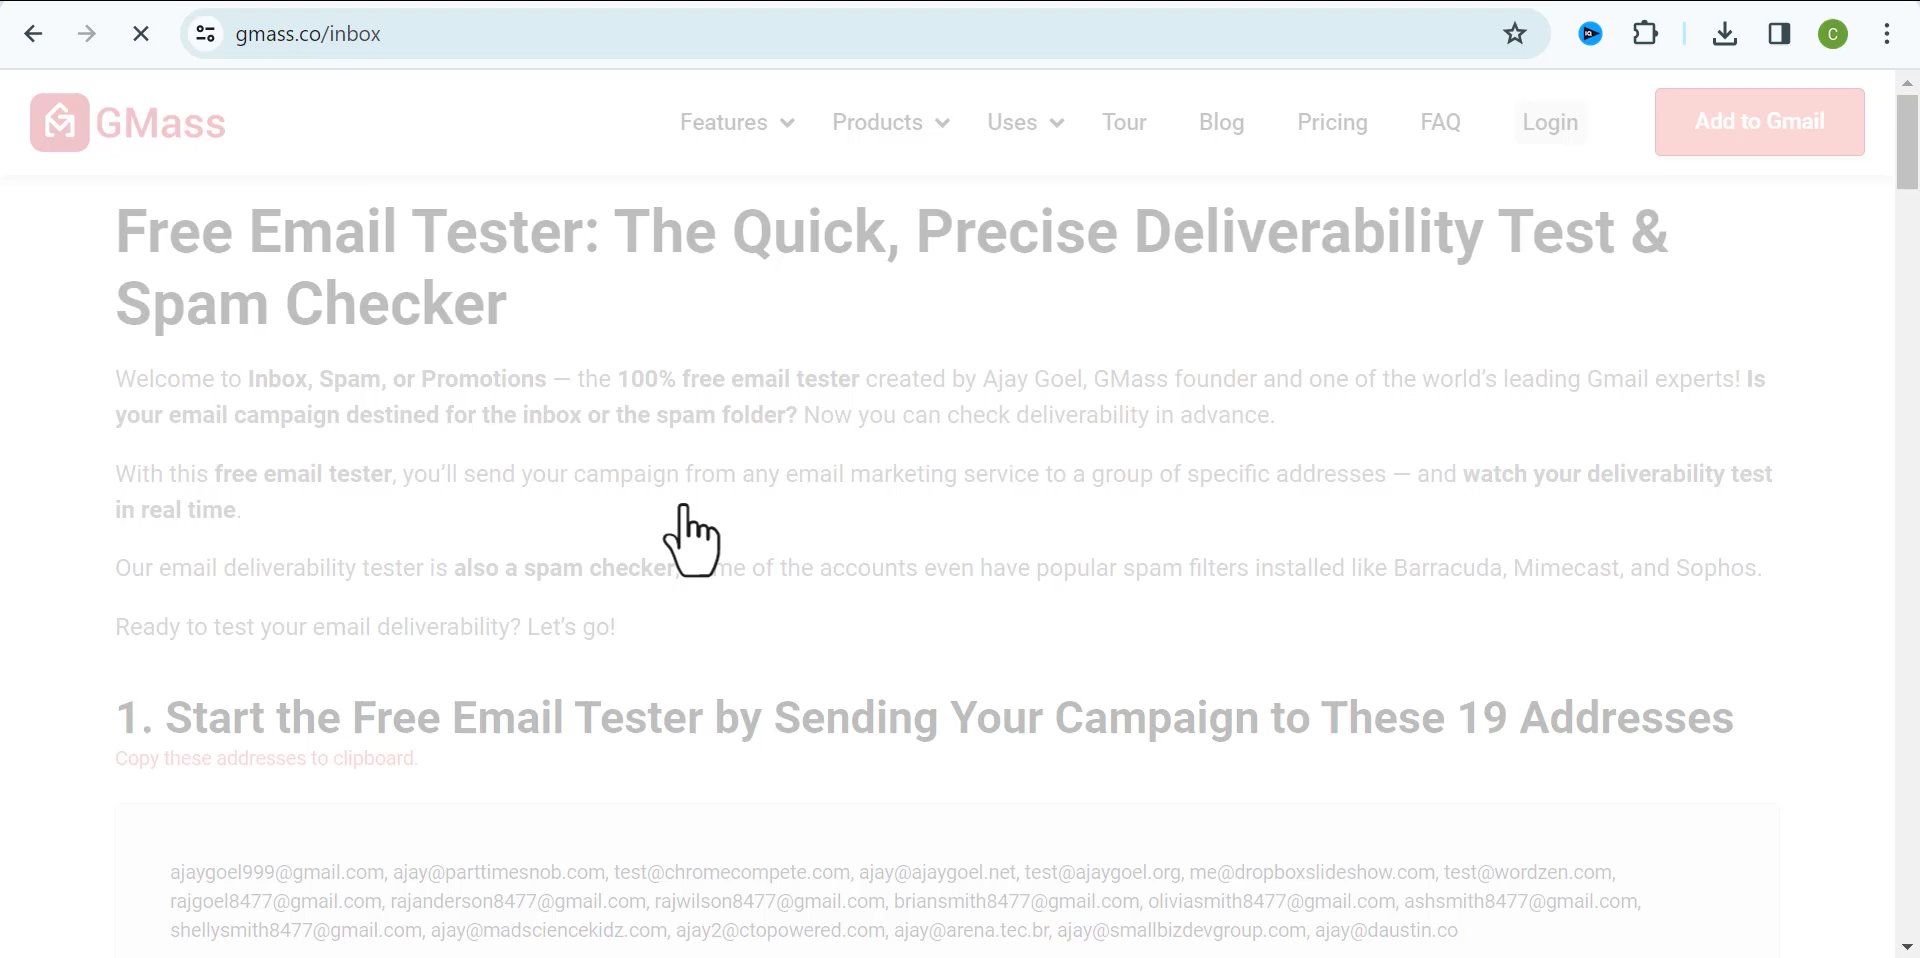 gmass.co/inbox
C
GMass
Features
Products
Uses
Tour
Blog
Pricing
FAQ
Login
Add to Gmail
Free Email Tester: The Quick, Precise Deliverability Test &
Spam Checker
Welcome to Inbox, Spam, or Promotions — the 100% free email tester created by Ajay Goel, GMass founder and one of the world's leading Gmail experts! Is
your email campaign destined for the inbox or the spam folder? Now you can check deliverability in advance.
With this free email tester, you'll send your campaign from any email marketing service to a group of specific addresses — and watch your deliverability test
in real time.
Our email deliverability tester is also a spam checker, of the accounts even have popular spam filters installed like Barracuda, Mimecast, and Sophos.
Ready to test your email deliverability? Let's go!
1. Start the Free Email Tester by Sending Your Campaign to These 19 Addresses
Copy these addresses to clipboard.
ajaygoel999@gmail.com, ajay@parttimesnob.com, test@chromecompete.com, ajay@ajaygoel.net, test@ajaygoel.org, me@dropboxslideshow.com, test@wordzen.com,
rajgoel8477@gmail.com, rajanderson8477@gmail.com, rajwilson8477@gmail.com, briansmith8477@gmail.com, oliviasmith8477@gmail.com, ashsmith8477@gmail.com,
shellysmith8477@gmail.com, ajay@madsciencekidz.com, ajay2@ctopowered.com, ajay@arena.tec.br, ajay@smallbizdevgroup.com, ajay@daustin.co